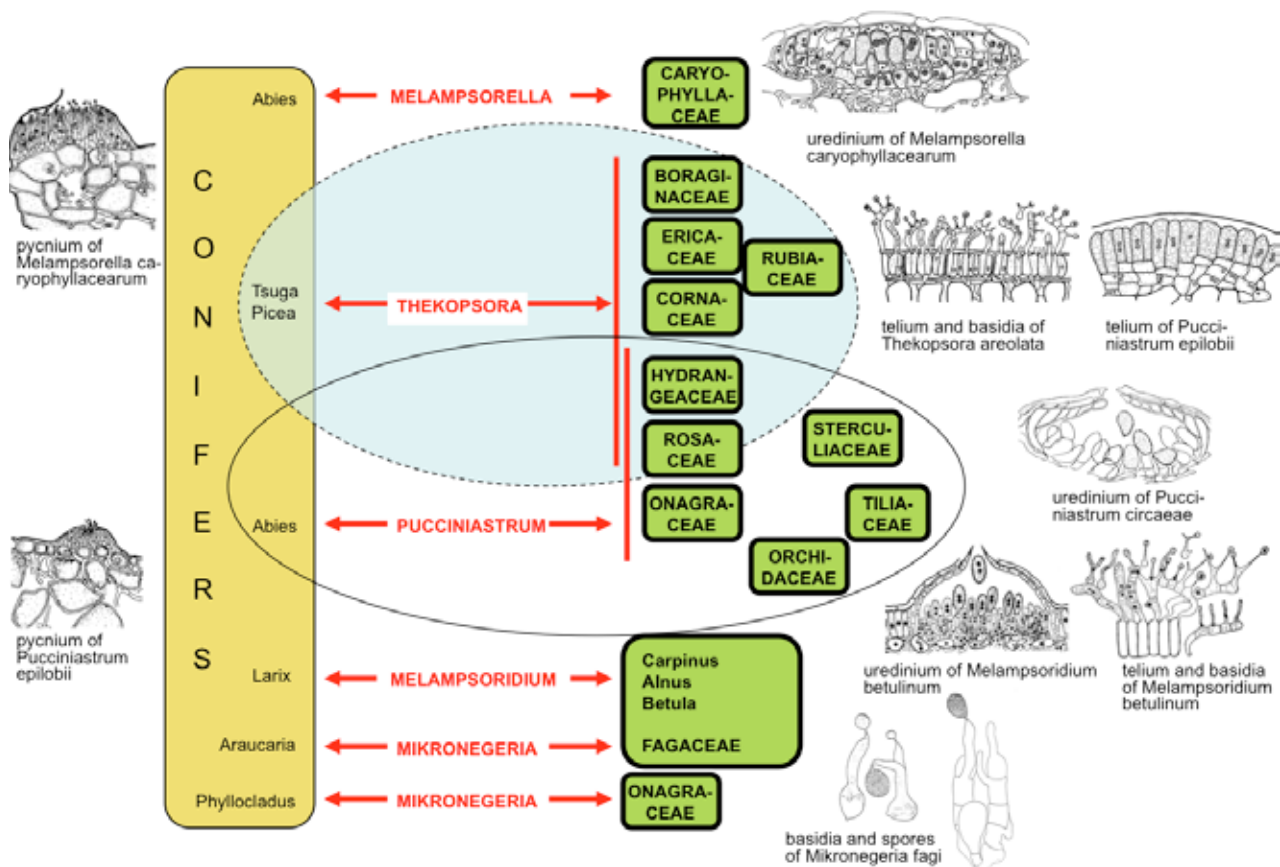 Abies
MELAMPSORELLA
CARYO-
PHYLLA-
CEAE
uredinium of Melampsorella
caryophyllacearum
pycnium of
Melampsorella ca-
ryophyllacearum
C
O
N
I
F
E
R
S
BORAGI-
NACEAE
ERICA-
CEAE
RUBIA-
CEAE
CORNA-
CEAE
Tsuga
Picea
THEKOPSORA
telium and basidia of
Thekopsora areolata
telium of Pucci-
niastrum epilobii
HYDRAN-
GEACEAE
ROSA-
CEAE
STERCU-
LIACEAE
uredinium of Pucci-
niastrum circaeae
Abies
PUCCINIASTRUM
ONAGRA-
CEAE
TILIA-
CEAE
ORCHI-
DACEAE
pycnium of
Pucciniastrum
epilobii
uredinium of Melampsoridium
betulinum
telium and basidia
of Melampsoridium
betulinum
Larix
MELAMPSORIDIUM
Carpinus
Alnus
Betula
Araucaria
MIKRONEGERIA
FAGACEAE
Phyllocladus
MIKRONEGERIA
ONAGRA-
CEAE
basidia and spores
of Mikronegeria fagi